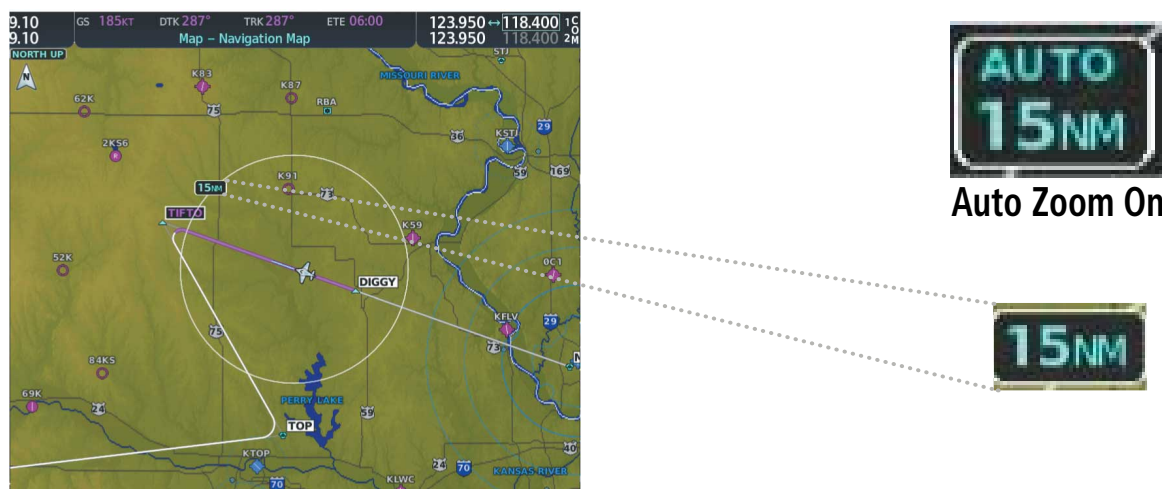 9.10 GS 185KT DTK 287° TRK 287° ETE 06:00 123.950 ↔ 118.400 1 C
9.10 Map – Navigation Map 123.950 118.400 2 O M
NORTH UP
N
STJ
K83
MISSOURI RIVER
K87
62K
RBA
75
29
36
KSTJ
2KS6
R
59
169
K91
15NM
73
TIFTO
K59
52K
0C1
DIGGY
29
75
KFLV
73
84KS
N
69K
PERRY LAKE
24
59
TOP
40
KTOP
24
70
KANSAS RIVER
70
KLWC
AUTO
15NM
Auto Zoom On
15NM